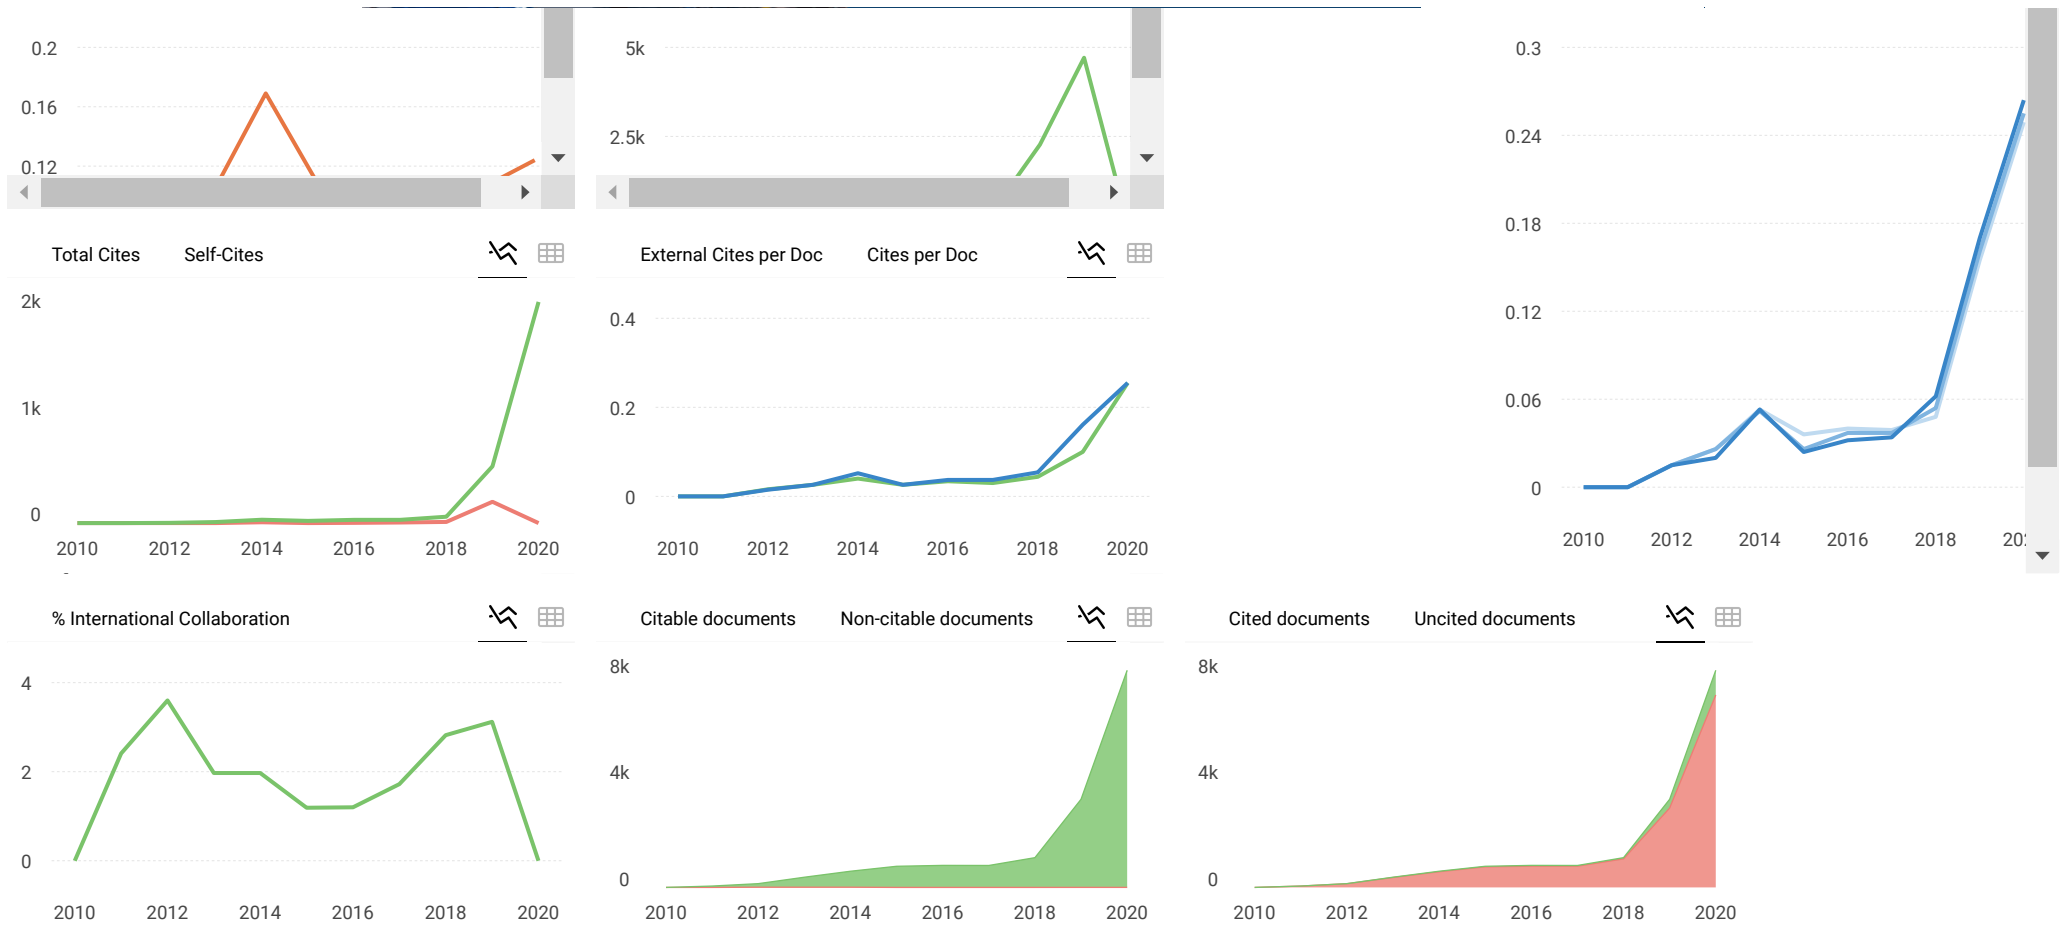 0.2
0.16
0.12
5k
2.5k
0.3
0.24
0.18
0.12
0.06
0
2010 2012 2014 2016 2018
Total Cites Self-Cites
2k
1k
0
2010 2012 2014 2016 2018 2020
External Cites per Doc Cites per Doc
0.4
0.2
0
2010 2012 2014 2016 2018 2020
% International Collaboration
4
2
0
2010 2012 2014 2016 2018 2020
Citable documents Non-citable documents
8k
4k
0
2010 2012 2014 2016 2018 2020
Cited documents Uncited documents
8k
4k
0
2010 2012 2014 2016 2018 2020